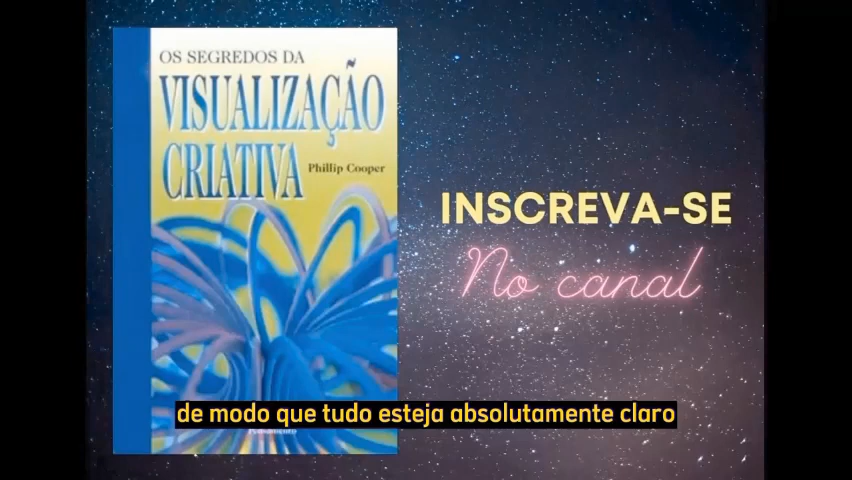 OS SEGREDOS DA
VISUALIZAÇÃO
CRIATIVA
Phillip Cooper
INSCREVA-SE
No canal
de modo que tudo esteja absolutamente claro